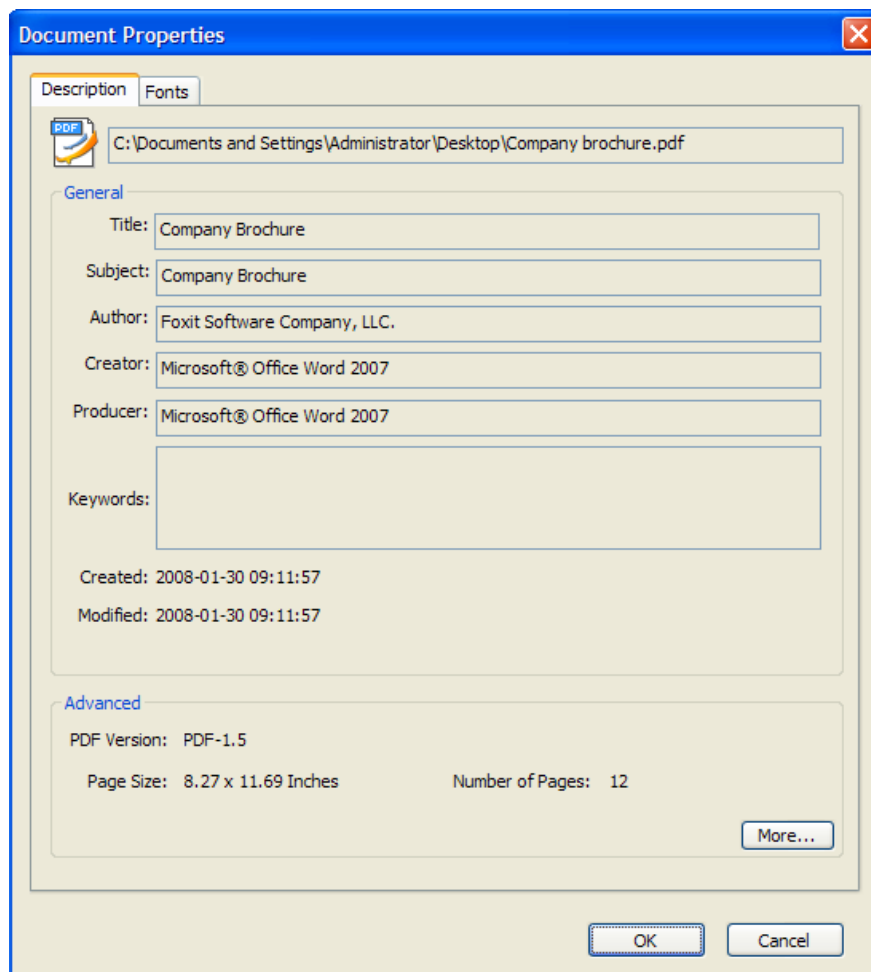 Document Properties
Description Fonts
PDF
C:\Documents and Settings\Administrator\Desktop\Company brochure.pdf
General
Title: Company Brochure
Subject: Company Brochure
Author: Foxit Software Company, LLC.
Creator: Microsoft® Office Word 2007
Producer: Microsoft® Office Word 2007
Keywords:
Created: 2008-01-30 09:11:57
Modified: 2008-01-30 09:11:57
Advanced
PDF Version: PDF-1.5
Page Size: 8.27 x 11.69 Inches Number of Pages: 12
More...
OK Cancel